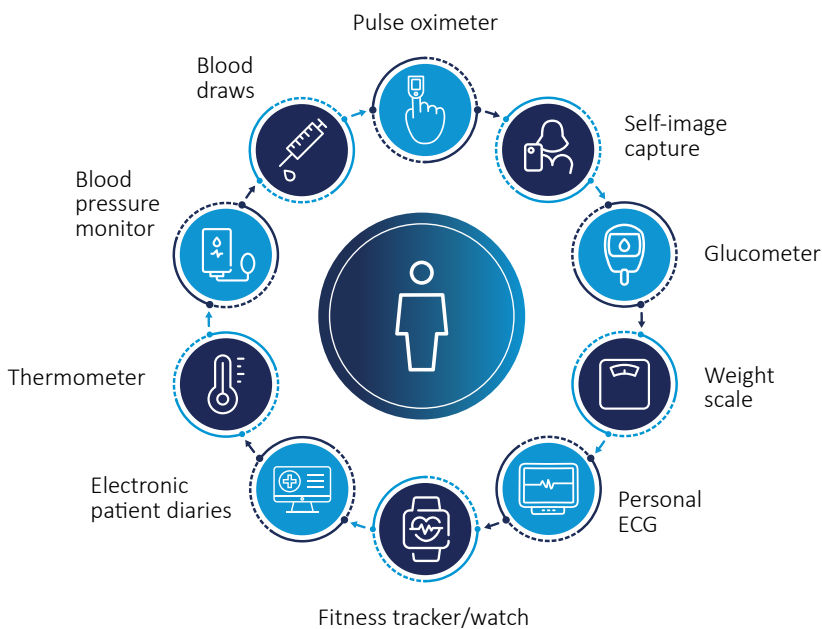 Pulse oximeter
Blood
draws
Self-image
capture
Blood
pressure
monitor
Glucometer
Thermometer
Weight
scale
Electronic
patient diaries
Personal
ECG
Fitness tracker/watch